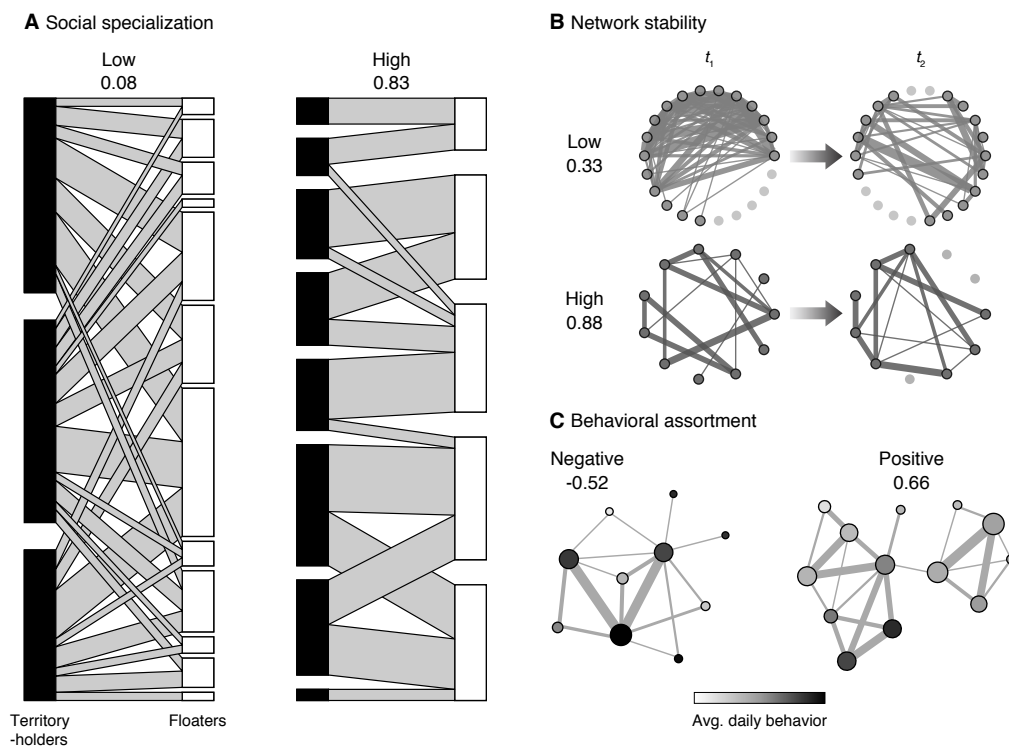 A Social specialization
Low
0.08
High
0.83
Territory
-holders
Floaters
B Network stability
t1
t2
Low
0.33
High
0.88
C Behavioral assortment
Negative
-0.52
Positive
0.66
Avg. daily behavior